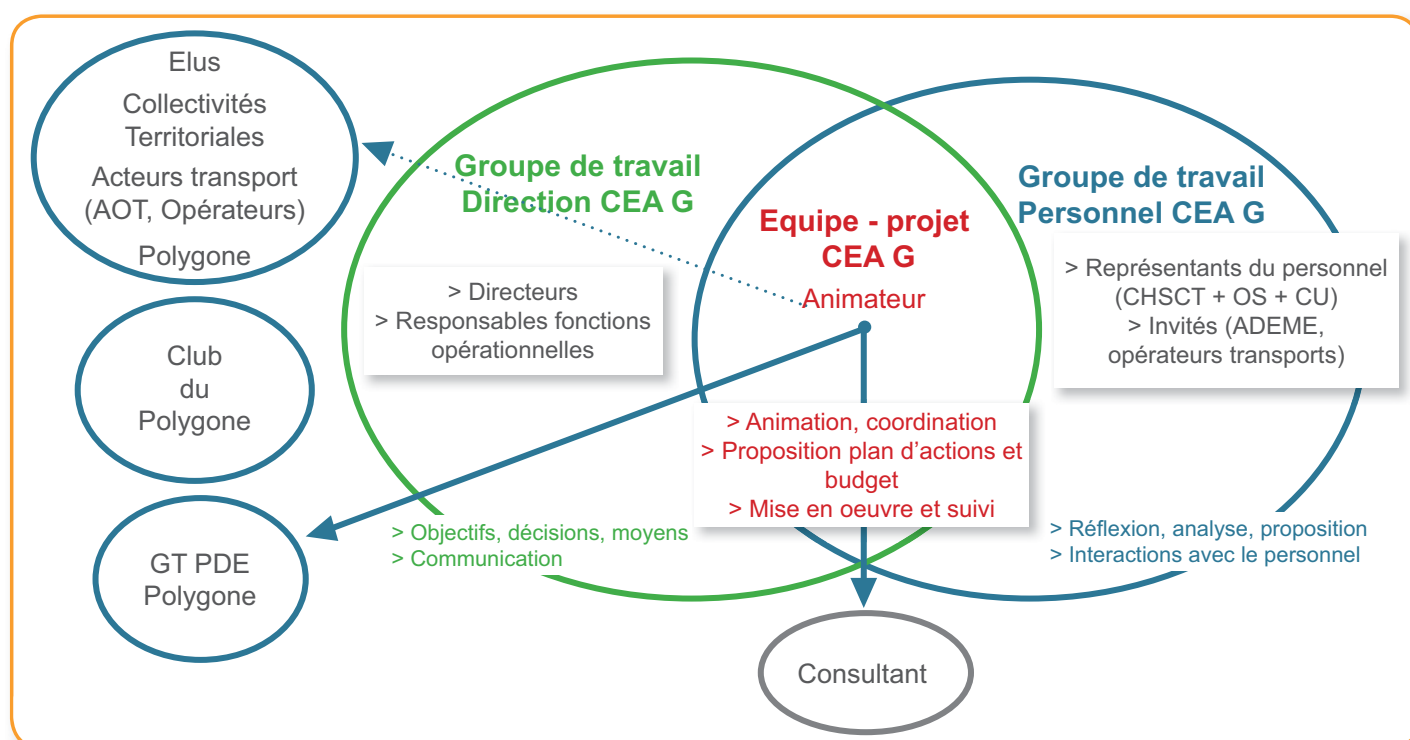 Elus
Collectivités
Territoriales
Acteurs transport
(AOT, Opérateurs)
Polygone
Club
du
Polygone
GT PDE
Polygone
Groupe de travail
Direction CEA G
> Directeurs
> Responsables fonctions
opérationnelles
> Objectifs, décisions, moyens
> Communication
Equipe - projet
CEA G
Animateur
> Animation, coordination
> Proposition plan d’actions et
budget
> Mise en oeuvre et suivi
Groupe de travail
Personnel CEA G
> Représentants du personnel
(CHSCT + OS + CU)
> Invités (ADEME,
opérateurs transports)
> Réflexion, analyse, proposition
> Interactions avec le personnel
Consultant